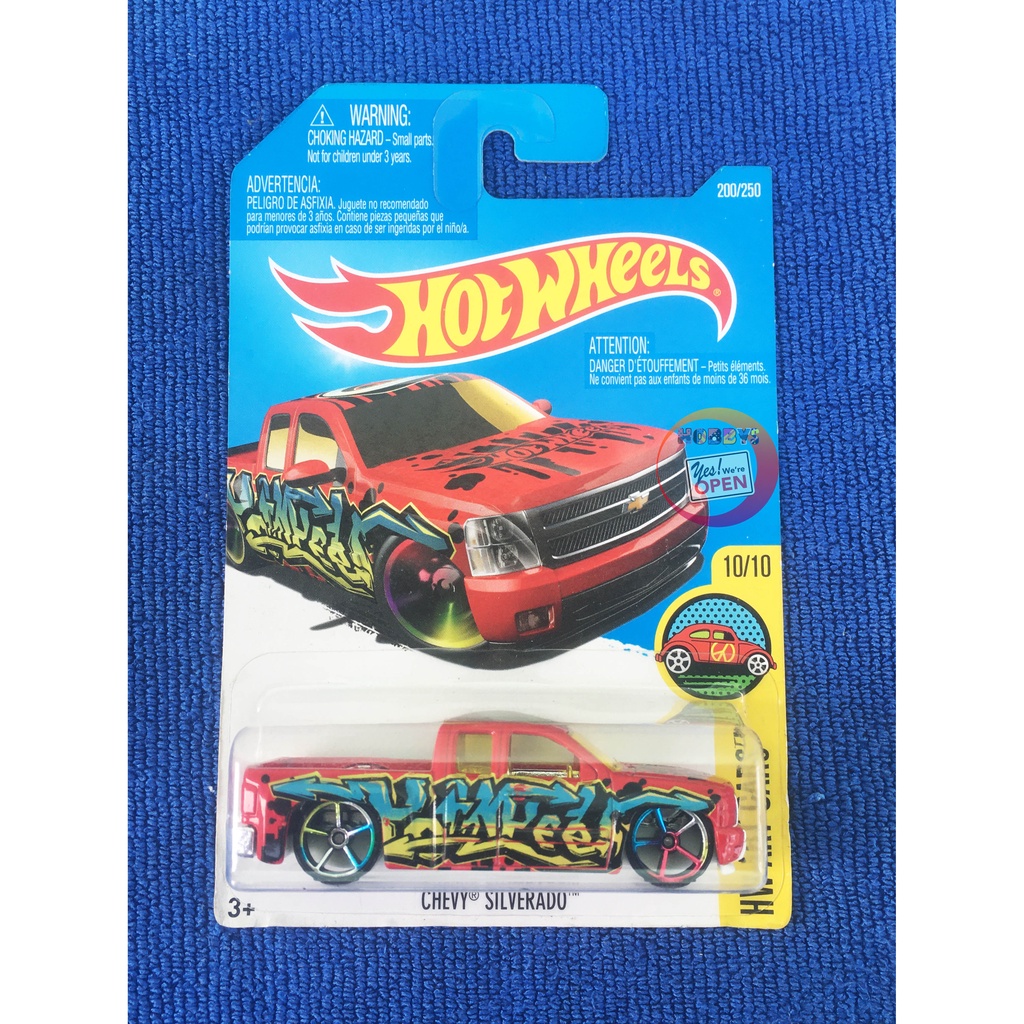 WARNING:
CHOKING HAZARD – Small parts.
Not for children under 3 years.
ADVERTENCIA:
PELIGRO DE ASFIXIA. Juguete no recomendado
para menores de 3 años. Contiene piezas pequeñas que
podrían provocar asfixia en caso de ser ingeridas por el niño/a.
200/250
HOT WHEELS®
ATTENTION:
DANGER D'ÉTOUFFEMENT – Petits éléments.
Ne convient pas aux enfants de moins de 36 mois.
HOBBYS
Yes! We're
OPEN
10/10
HW ART CARS
CHEVY® SILVERADO™
3+